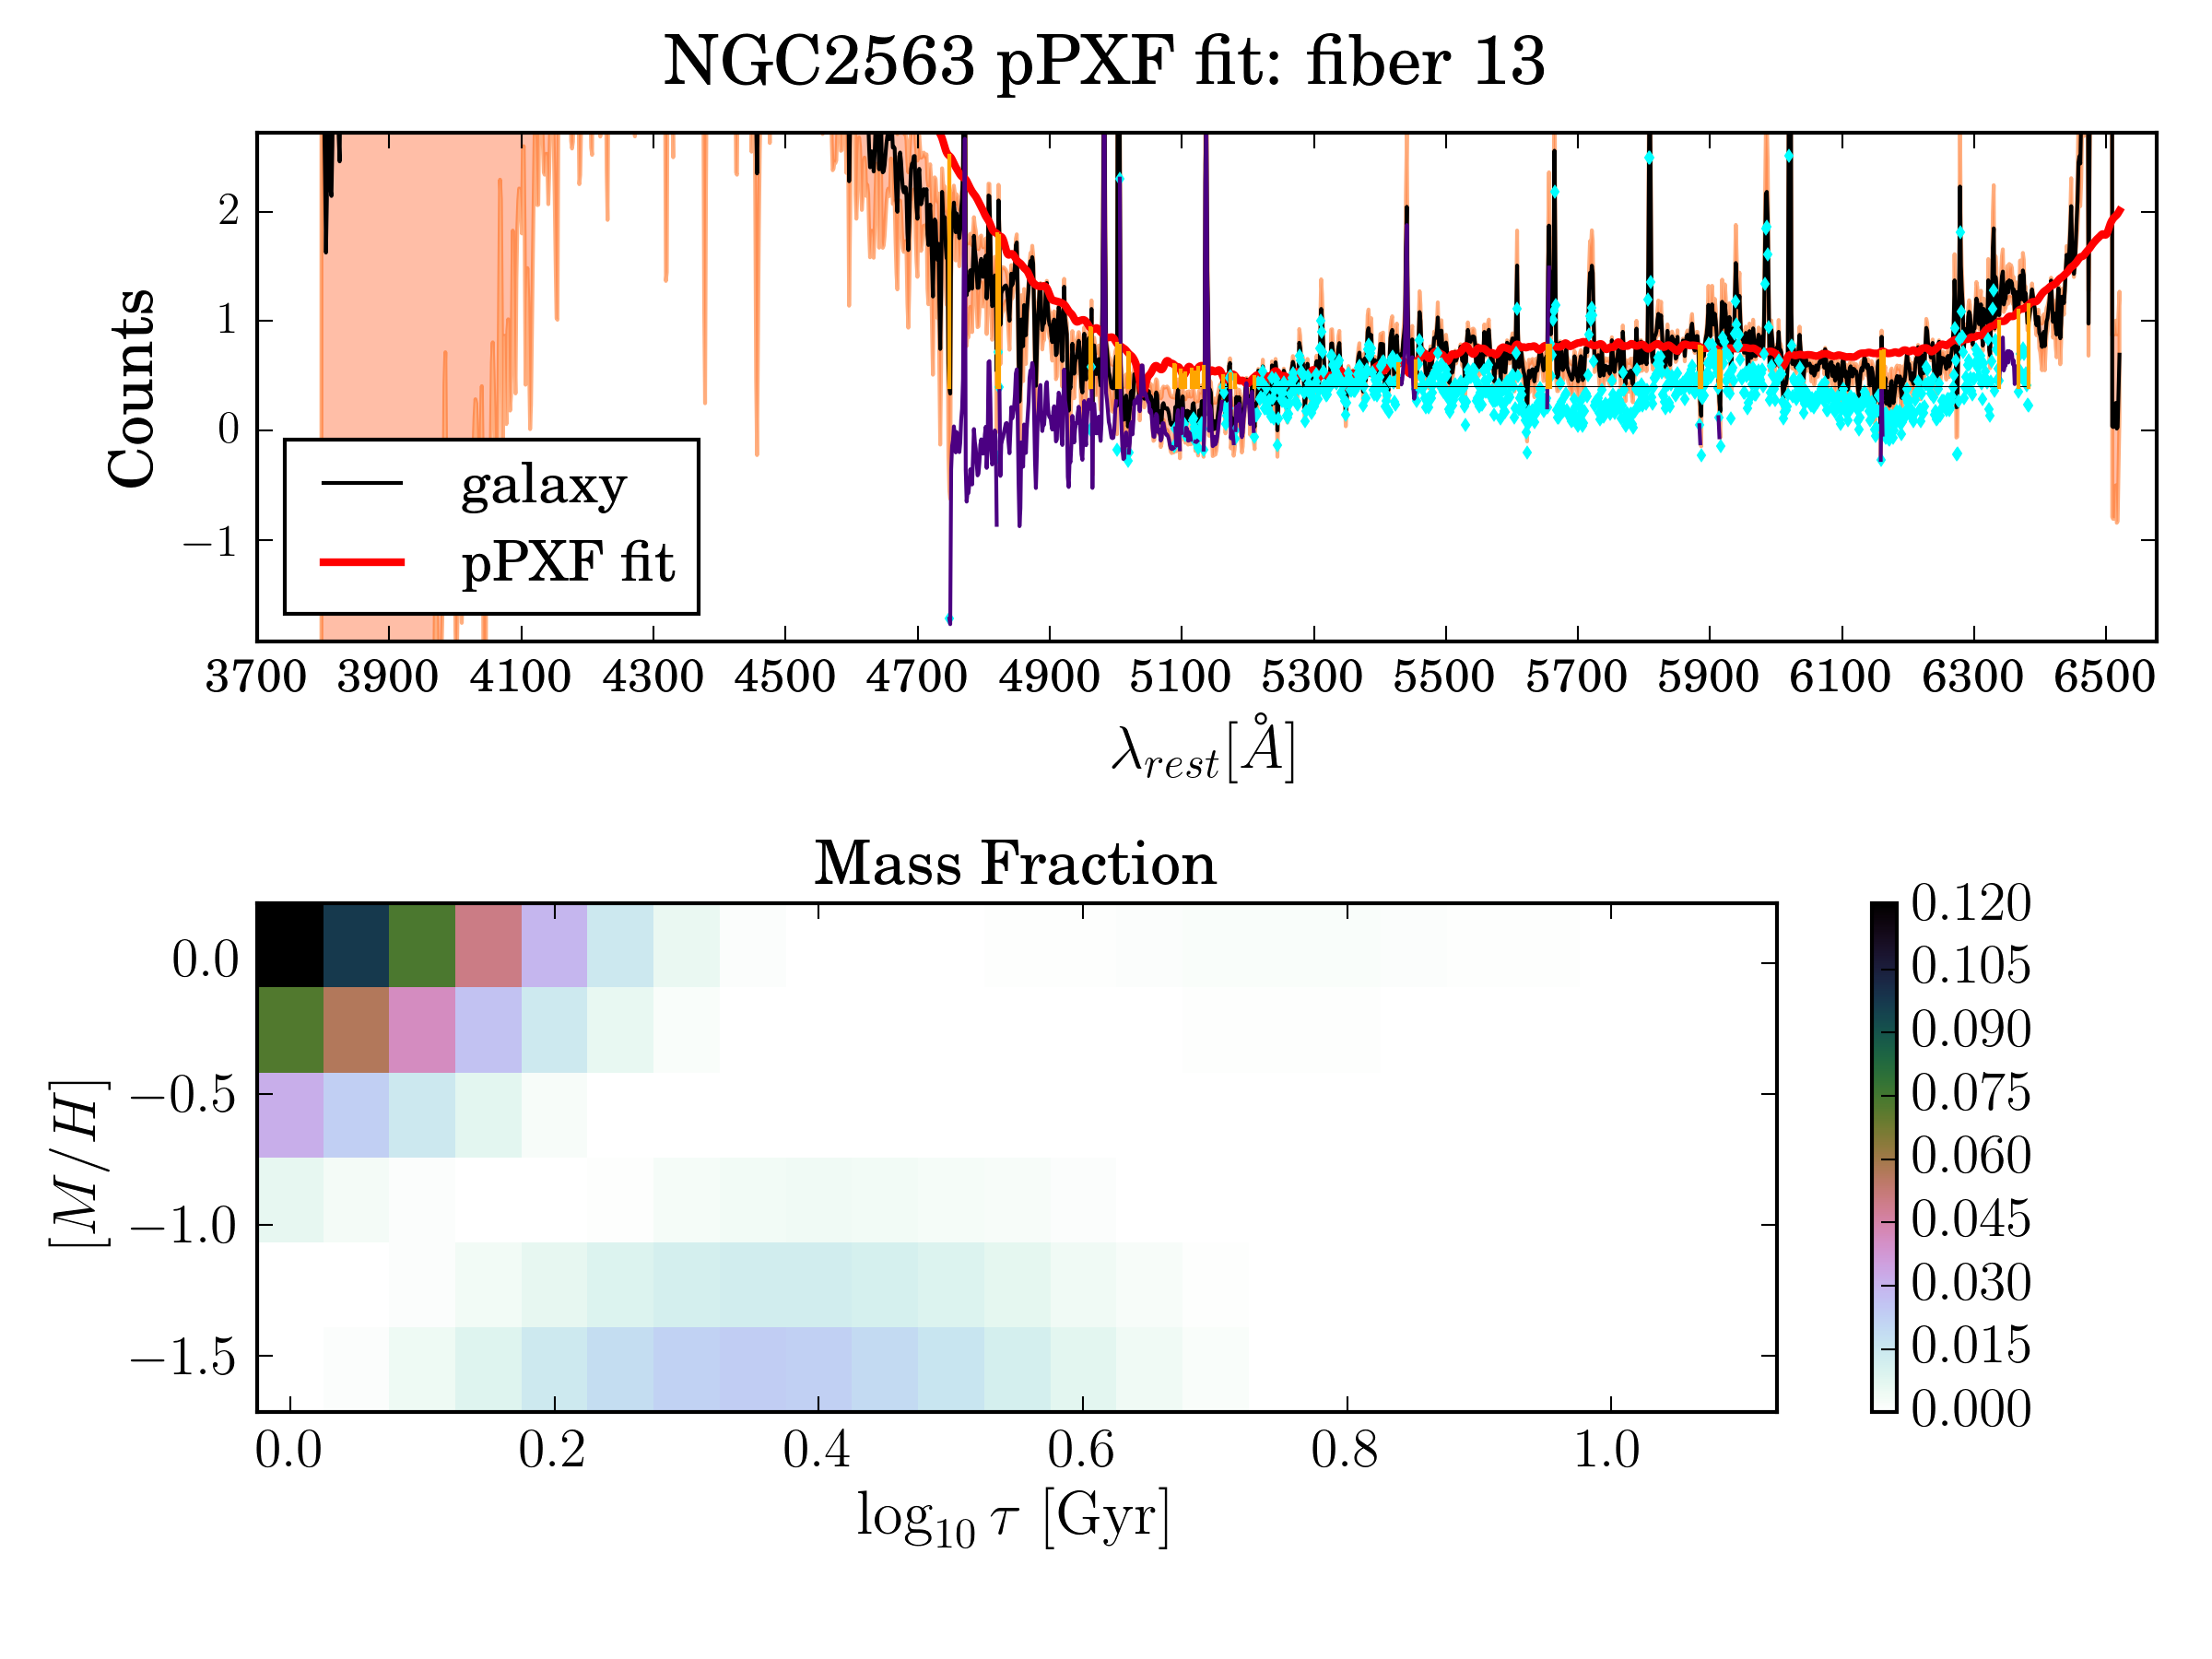 NGC2563 pPXF fit: fiber 13
Counts
2
1
0
−1
galaxy
pPXF fit
3700 3900 4100 4300 4500 4700 4900 5100 5300 5500 5700 5900 6100 6300 6500
λrest[Å]
Mass Fraction
[M/H]
0.0
−0.5
−1.0
−1.5
0.0 0.2 0.4 0.6 0.8 1.0
log10 τ [Gyr]
0.120
0.105
0.090
0.075
0.060
0.045
0.030
0.015
0.000